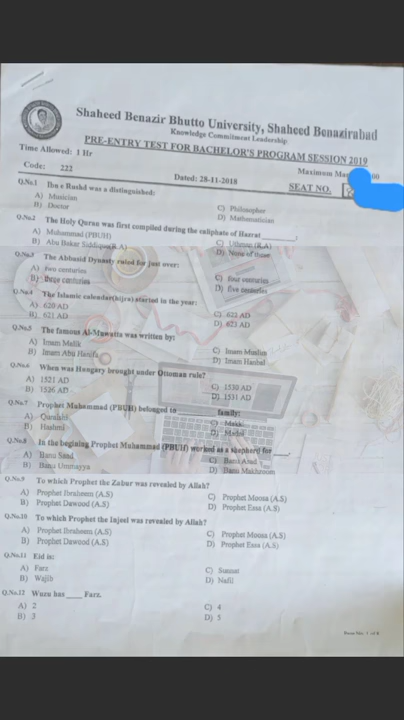 Shaheed Benazir Bhutto University, Shaheed Benazirabad
Knowledge Commitment Leadership
PRE-ENTRY TEST FOR BACHELOR'S PROGRAM SESSION 2019
Time Allowed: 1 Hr
Maximum
Code: 222
Dated: 28-11-2018
SEAT NO.
Q.No.1 Ibn e Rushd was a distinguished:
A) Musician
C) Philosopher
B) Doctor
D) Mathematician
Q.No.2 The Holy Quran was first compiled during the caliphate of Hazrat ______.
A) Muhammad (PBUH)
C) Uthman (R.A)
B) Abu Bakar Siddique (R.A)
D) None of these
Q.No.3 The Abbasid Dynasty ruled for just over:
A) two centuries
C) four centuries
B) three centuries
D) five centuries
Q.No.4 The Islamic calendar(hijra) started in the year:
A) 620 AD
C) 622 AD
B) 621 AD
D) 623 AD
Q.No.5 The famous Al-Muwatta was written by:
A) Imam Malik
C) Imam Muslim
B) Imam Abu Hanifa
D) Imam Hanbal
Q.No.6 When was Hungary brought under Ottoman rule?
A) 1521 AD
C) 1530 AD
B) 1526 AD
D) 1531 AD
Q.No.7 Prophet Muhammad (PBUH) belonged to ______ family:
A) Quraishi
C) Makki
B) Hashmi
D) Madni
Q.No.8 In the begining Prophet Muhammad (PBUH) worked as a shepherd for ___.
A) Banu Saad
C) Banu Asad
B) Banu Ummayya
D) Banu Makhzoom
Q.No.9 To which Prophet the Zabur was revealed by Allah?
A) Prophet Ibraheem (A.S)
C) Prophet Moosa (A.S)
B) Prophet Dawood (A.S)
D) Prophet Essa (A.S)
Q.No.10 To which Prophet the Injeel was revealed by Allah?
A) Prophet Ibraheem (A.S)
C) Prophet Moosa (A.S)
B) Prophet Dawood (A.S)
D) Prophet Essa (A.S)
Q.No.11 Eid is:
A) Farz
C) Sunnat
B) Wajib
D) Nafil
Q.No.12 Wuzu has ____ Farz.
A) 2
C) 4
B) 3
D) 5